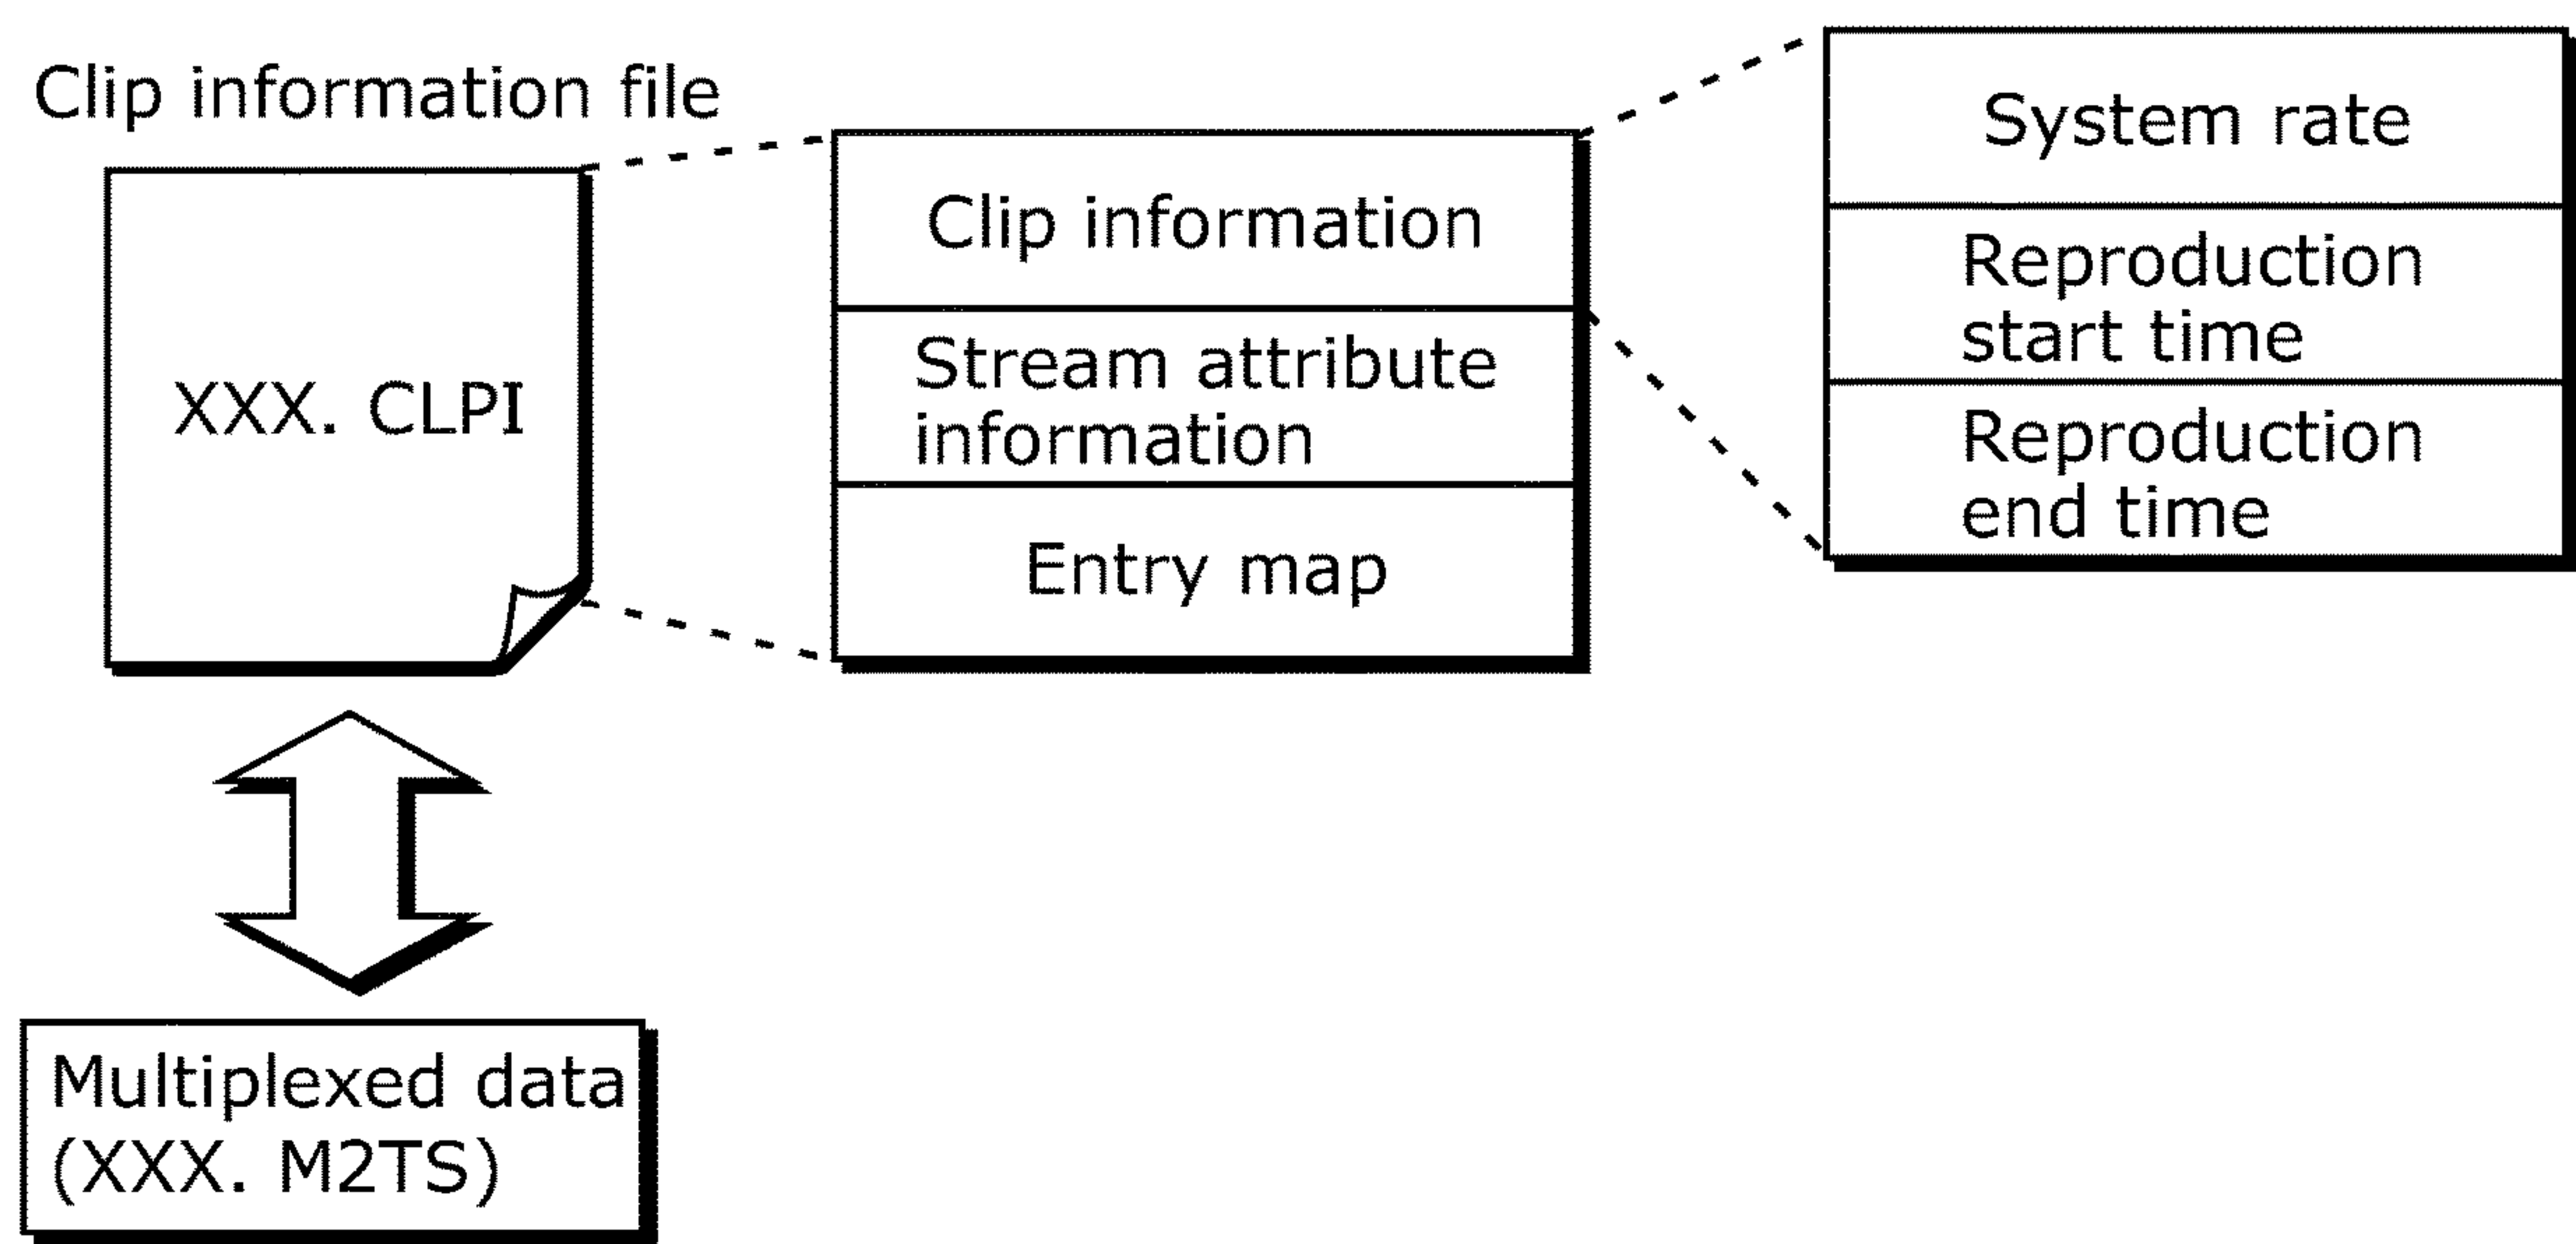 Clip information file
XXX. CLPI
Multiplexed data
(XXX. M2TS)
Clip information
Stream attribute
information
Entry map
System rate
Reproduction
start time
Reproduction
end time